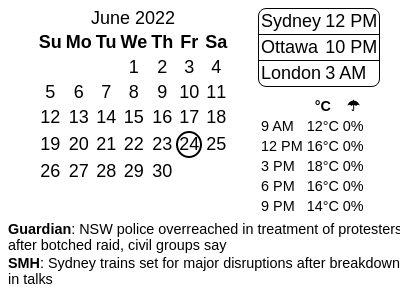 June 2022
Su Mo Tu We Th Fr Sa
1 2 3 4
5 6 7 8 9 10 11
12 13 14 15 16 17 18
19 20 21 22 23 24 25
26 27 28 29 30
Sydney 12 PM
Ottawa 10 PM
London 3 AM
°C ☂
9 AM 12°C 0%
12 PM 16°C 0%
3 PM 18°C 0%
6 PM 16°C 0%
9 PM 14°C 0%
Guardian: NSW police overreached in treatment of protesters
after botched raid, civil groups say
SMH: Sydney trains set for major disruptions after breakdown
in talks